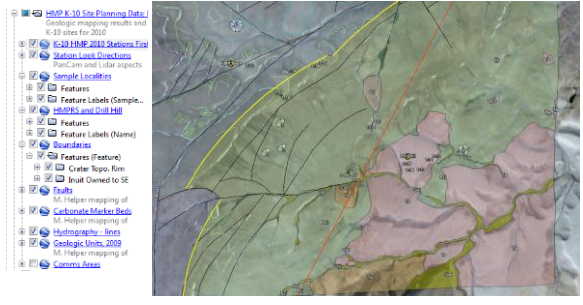 HMP K-10 Site Planning Data:
Geologic mapping results and
K-10 sites for 2010
K-10 HMP 2010 Stations First
Station Look Directions
PanCam and Lidar aspects
Sample Localities
Features
Feature Labels (Sample...
HMPRS and Drill Hill
Features
Feature Labels (Name)
Boundaries
Features (Feature)
Crater Topo. Rim
Inuit Owned to SE
Faults
M. Helper mapping of
Carbonate Marker Beds
M. Helper mapping of
Hydrography - lines
Geologic Units, 2009
M. Helper mapping of
Comms Areas